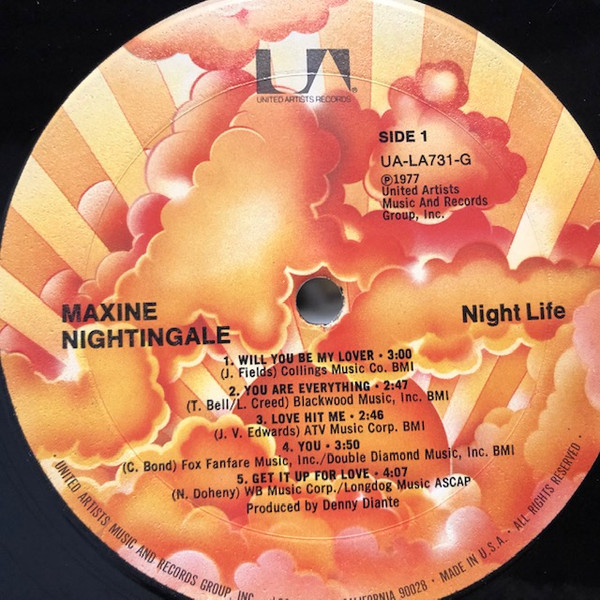 UA
UNITED ARTISTS RECORDS
SIDE 1
UA-LA731-G
Ⓟ1977
United Artists
Music And Records
Group, Inc.
MAXINE
NIGHTINGALE
Night Life
1. WILL YOU BE MY LOVER • 3:00
(J. Fields) Collings Music Co. BMI
2. YOU ARE EVERYTHING • 2:47
(T. Bell/L. Creed) Blackwood Music, Inc. BMI
3. LOVE HIT ME • 2:46
(J. V. Edwards) ATV Music Corp. BMI
4. YOU • 3:50
(C. Bond) Fox Fanfare Music, Inc./Double Diamond Music, Inc. BMI
5. GET IT UP FOR LOVE • 4:07
(N. Doheny) WB Music Corp./Longdog Music ASCAP
Produced by Denny Diante
• UNITED ARTISTS MUSIC AND RECORDS GROUP, INC. CALIFORNIA 90028 • MADE IN U.S.A. • ALL RIGHTS RESERVED •